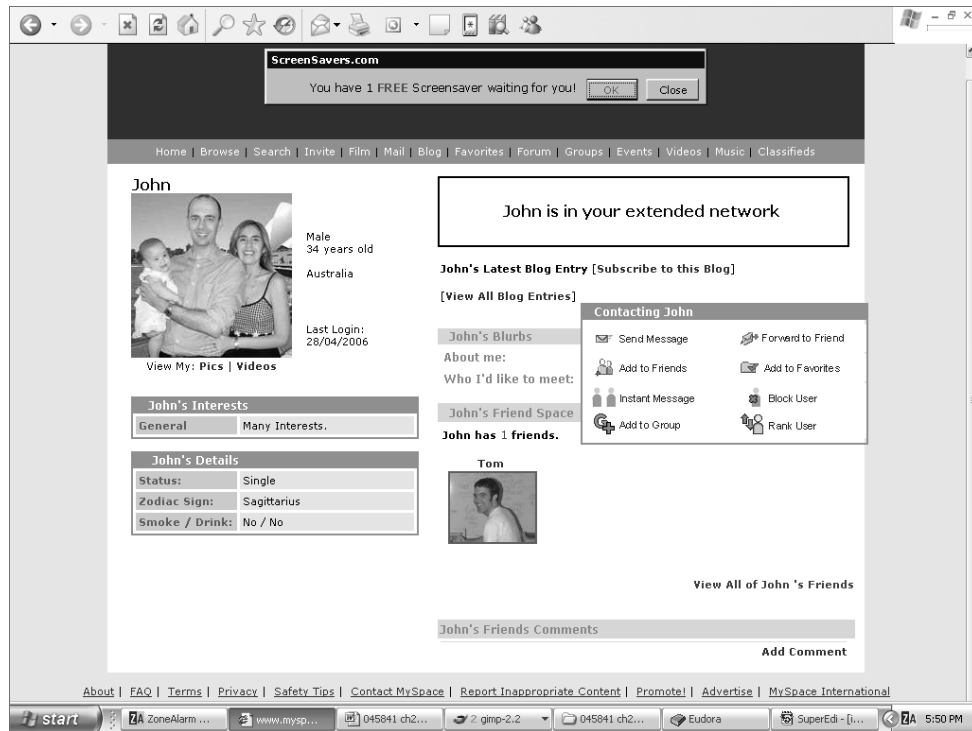 ScreenSavers.com
You have 1 FREE Screensaver waiting for you! OK Close
Home | Browse | Search | Invite | Film | Mail | Blog | Favorites | Forum | Groups | Events | Videos | Music | Classifieds
John
Male
34 years old
Australia
Last Login:
28/04/2006
View My: Pics | Videos
John's Interests
General Many Interests.
John's Details
Status: Single
Zodiac Sign: Sagittarius
Smoke / Drink: No / No
John is in your extended network
John's Latest Blog Entry [Subscribe to this Blog]
[View All Blog Entries]
Contacting John
Send Message Forward to Friend
Add to Friends Add to Favorites
Instant Message Block User
Add to Group Rank User
John's Blurbs
About me:
Who I'd like to meet:
John's Friend Space
John has 1 friends.
Tom
View All of John 's Friends
John's Friends Comments
Add Comment
About | FAQ | Terms | Privacy | Safety Tips | Contact MySpace | Report Inappropriate Content | Promote! | Advertise | MySpace International
start ZA ZoneAlarm ... www.mysp... 045841 ch2... 2 gimp-2.2 045841 ch2... Eudora SuperEdi - [i... ZA 5:50 PM